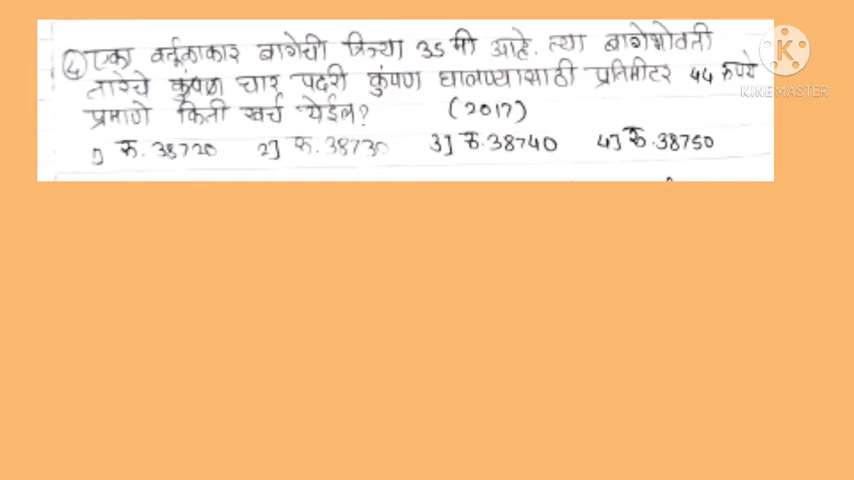 ५ एका वर्तुळाकार बागेची त्रिज्या 35 मी आहे. त्या बागेभोवती
तारेचे कुंपण चार पदरी कुंपण घालण्यासाठी प्रतिमीटर 44 रुपये
प्रमाणे किती खर्च येईल? (2017)
1] रु. 38720 2] रु. 38730 3] रु. 38740 4] रु. 38750
K
KINEMASTER